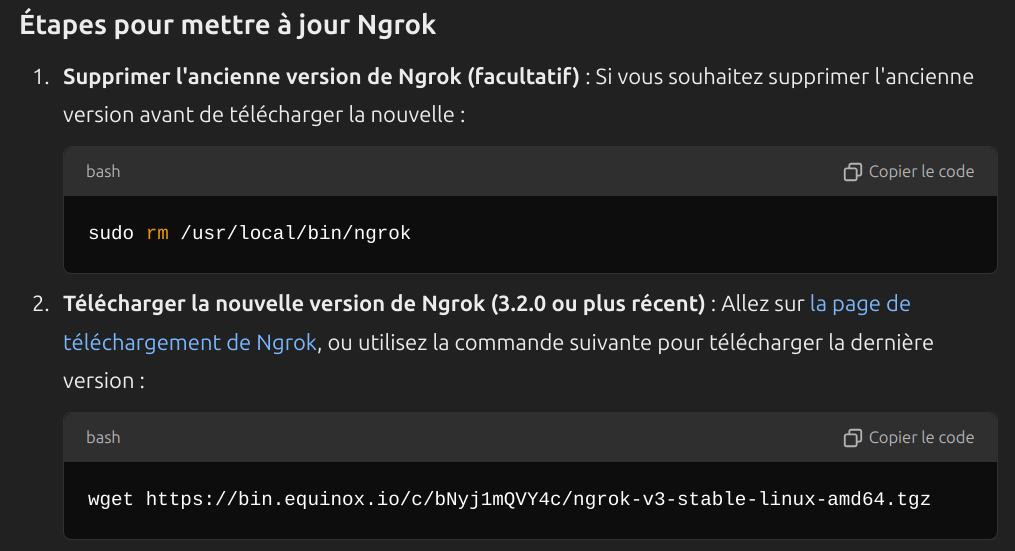 Étapes pour mettre à jour Ngrok
1. Supprimer l'ancienne version de Ngrok (facultatif) : Si vous souhaitez supprimer l'ancienne
version avant de télécharger la nouvelle :
bash
Copier le code
sudo rm /usr/local/bin/ngrok
2. Télécharger la nouvelle version de Ngrok (3.2.0 ou plus récent) : Allez sur la page de
téléchargement de Ngrok, ou utilisez la commande suivante pour télécharger la dernière
version :
bash
Copier le code
wget https://bin.equinox.io/c/bNyj1mQVY4c/ngrok-v3-stable-linux-amd64.tgz